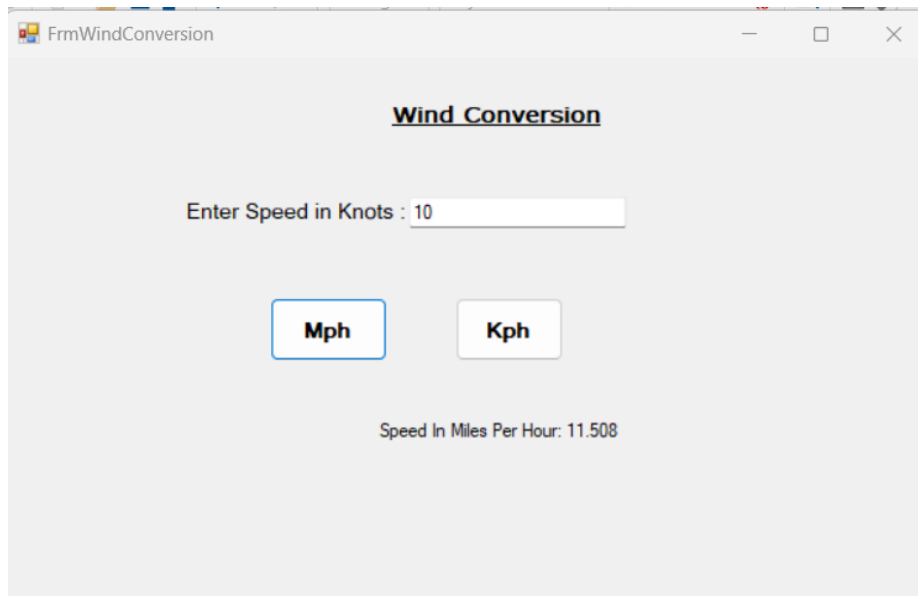 FrmWindConversion
Wind Conversion
Enter Speed in Knots : 10
Mph Kph
Speed In Miles Per Hour: 11.508